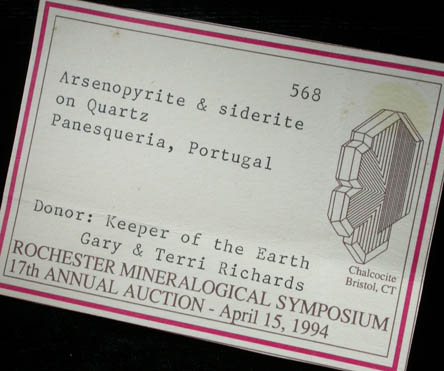 568
Arsenopyrite & siderite
on Quartz
Panesqueria, Portugal
Chalcocite
Bristol, CT
Donor: Keeper of the Earth
Gary & Terri Richards
ROCHESTER MINERALOGICAL SYMPOSIUM
17th ANNUAL AUCTION - April 15, 1994